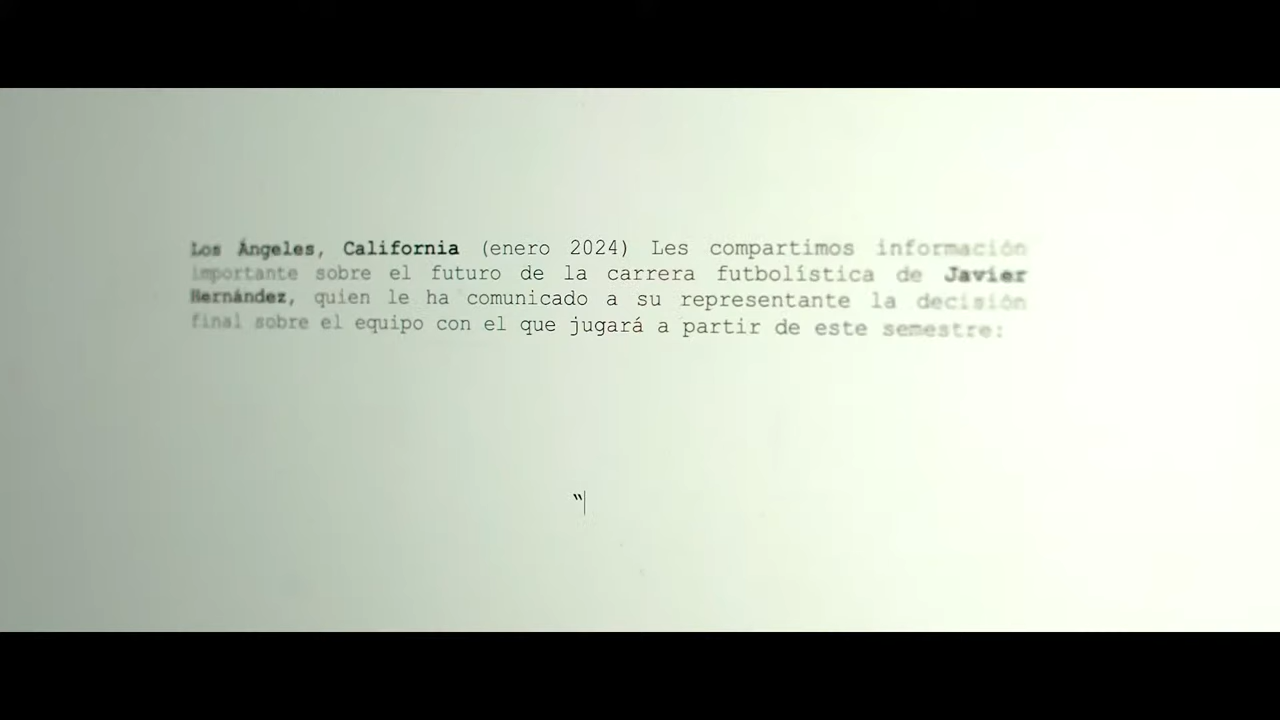 Los Ángeles, California (enero 2024) Les compartimos información
importante sobre el futuro de la carrera futbolística de Javier
Hernández, quien le ha comunicado a su representante la decisión
final sobre el equipo con el que jugará a partir de este semestre:
“